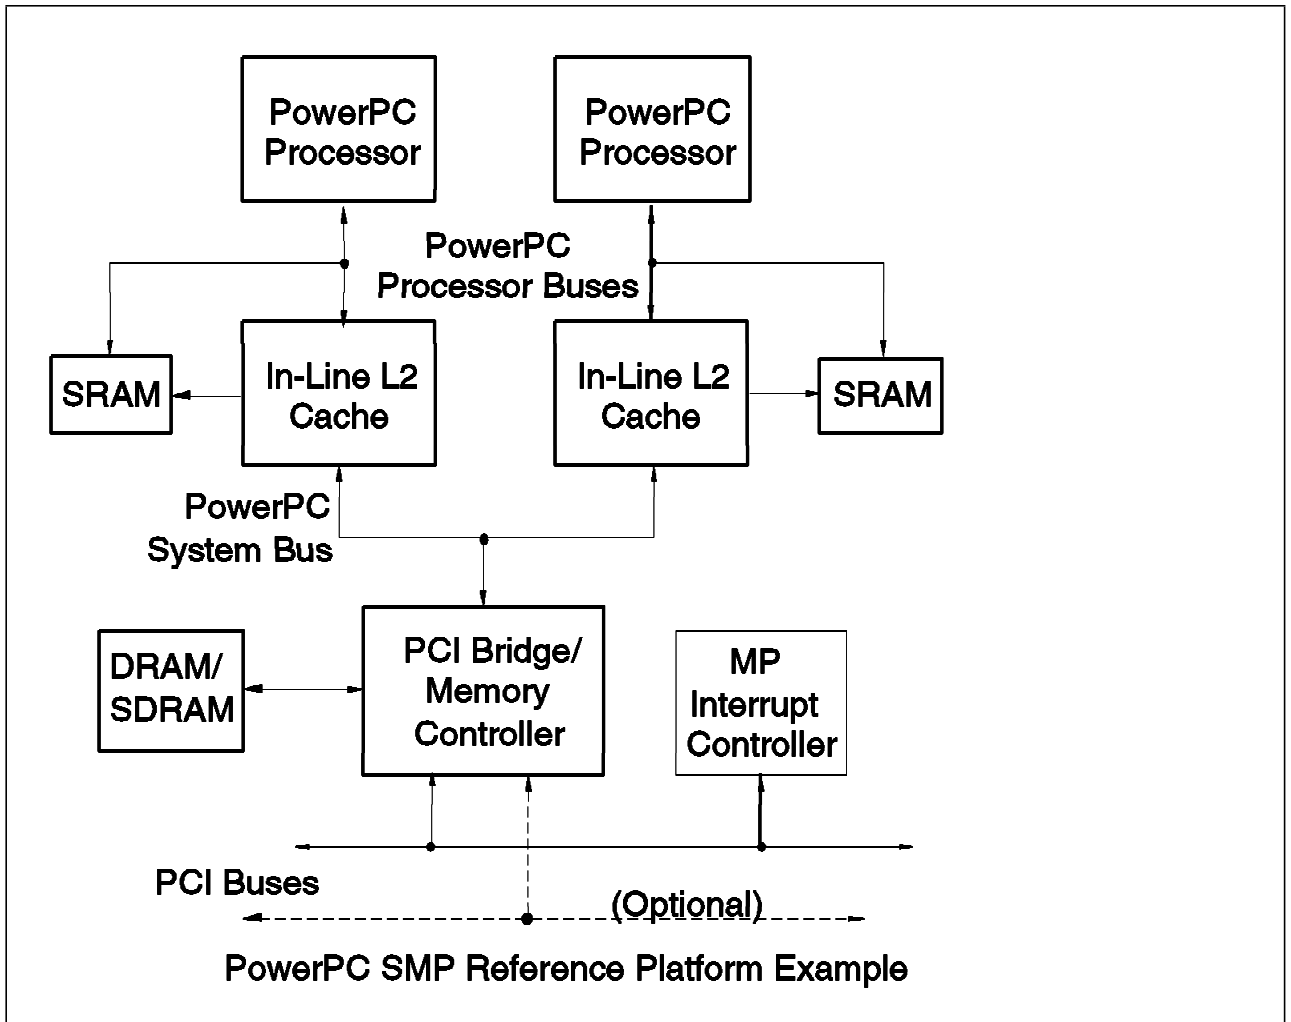 PowerPC
Processor
PowerPC
Processor
PowerPC
Processor Buses
SRAM
In-Line L2
Cache
In-Line L2
Cache
SRAM
PowerPC
System Bus
DRAM/
SDRAM
PCI Bridge/
Memory
Controller
MP
Interrupt
Controller
PCI Buses
(Optional)
PowerPC SMP Reference Platform Example